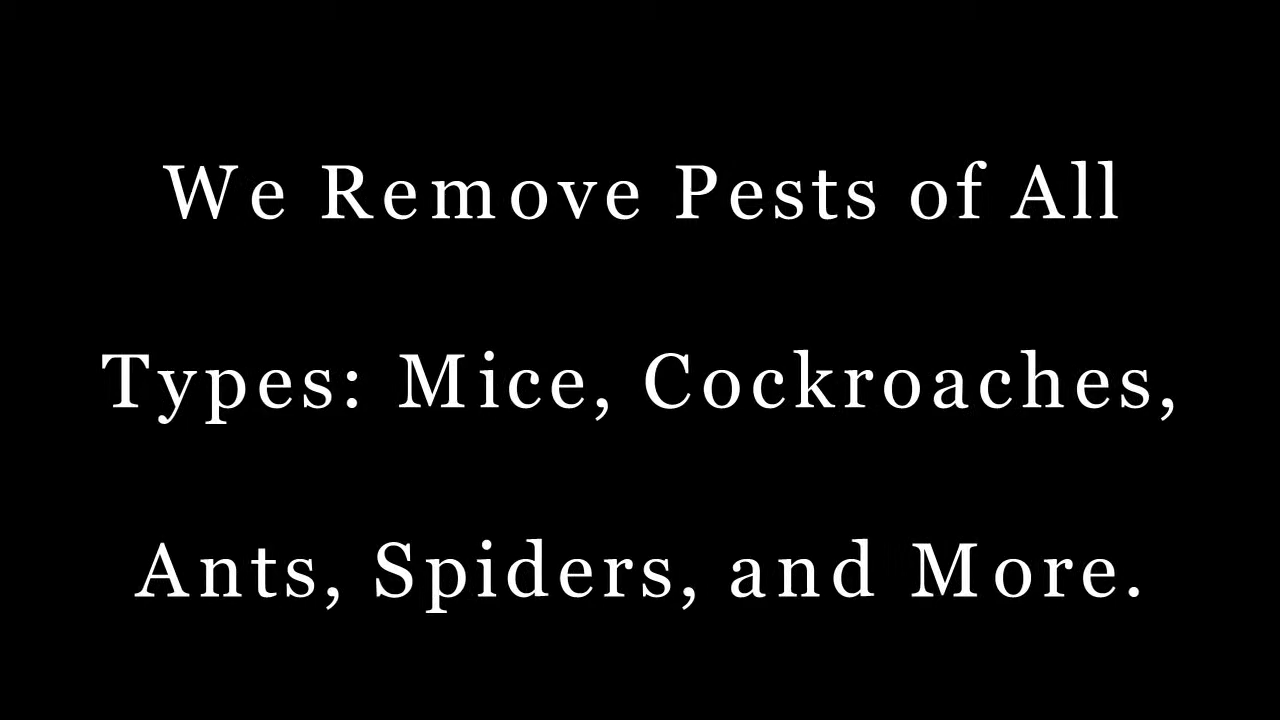 We Remove Pests of All
Types: Mice, Cockroaches,
Ants, Spiders, and More.